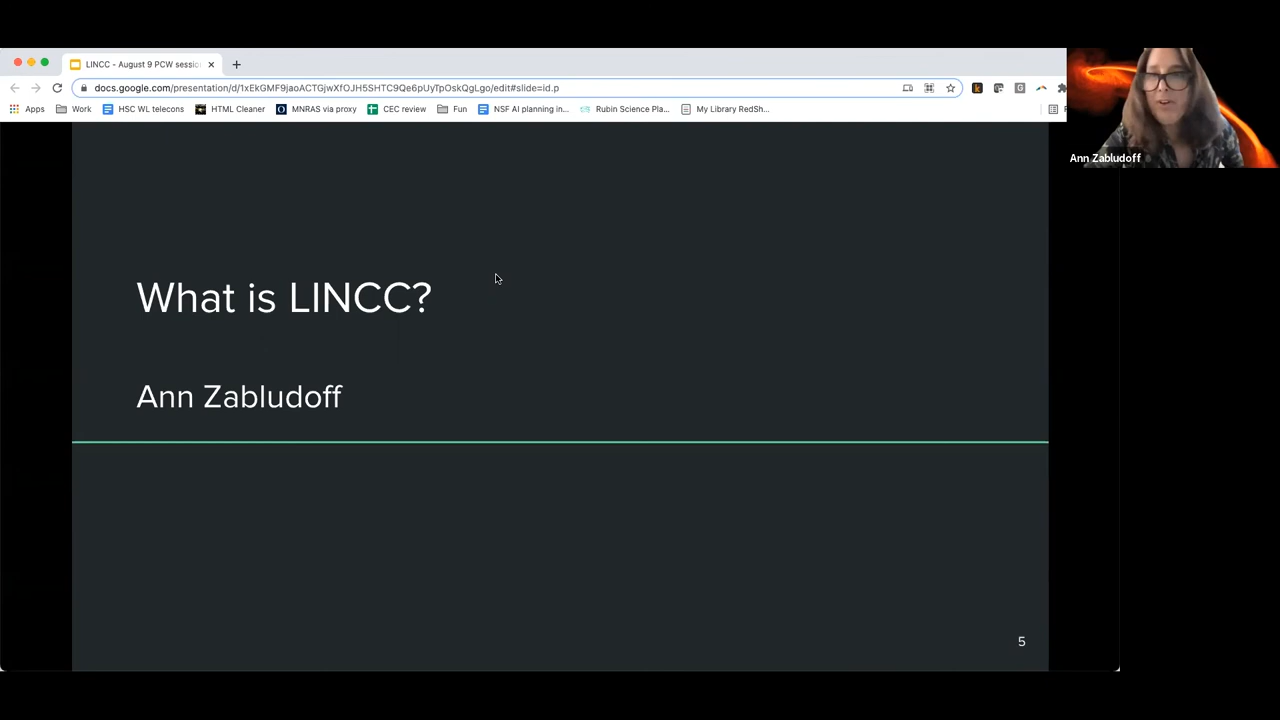 LINCC - August 9 PCW sessio
docs.google.com/presentation/d/1xEkGMF9jaoACTGjwXfOJH5SHTC9Qe6pUyTpOskQgLgo/edit#slide=id.p
Apps Work HSC WL telecons HTML Cleaner MNRAS via proxy CEC review Fun NSF AI planning in... Rubin Science Pla... My Library RedSh...
Ann Zabludoff
What is LINCC?
Ann Zabludoff
5